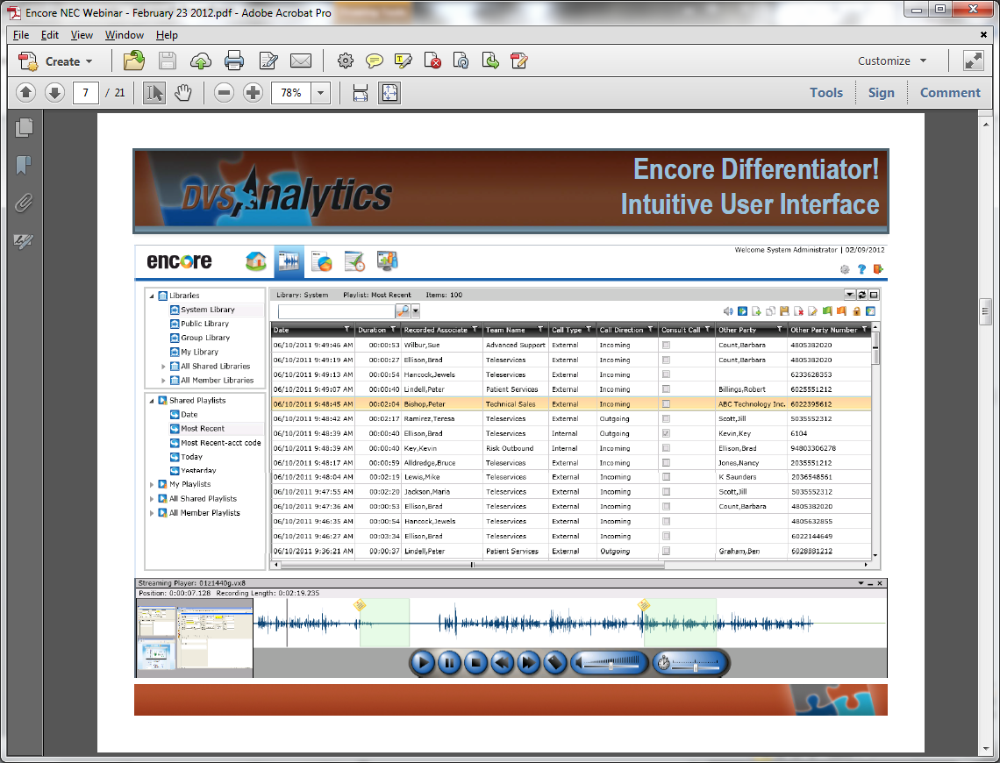 Encore NEC Webinar - February 23 2012.pdf - Adobe Acrobat Pro
File Edit View Window Help
Create Customize
7 / 21 78% Tools Sign Comment
DVSAnalytics
Encore Differentiator!
Intuitive User Interface
encore
Welcome System Administrator | 02/09/2012
Libraries
System Library
Public Library
Group Library
My Library
All Shared Libraries
All Member Libraries
Shared Playlists
Date
Most Recent
Most Recent-acct code
Today
Yesterday
My Playlists
All Shared Playlists
All Member Playlists
Library: System Playlist: Most Recent Items: 100
Date Duration Recorded Associate Team Name Call Type Call Direction Consult Call Other Party Other Party Number
06/10/2011 9:49:46 AM 00:00:53 Wilbur,Sue Advanced Support External Incoming Count,Barbara 4805382020
06/10/2011 9:49:19 AM 00:00:27 Ellison,Brad Teleservices External Incoming Count,Barbara 4805382020
06/10/2011 9:49:13 AM 00:00:54 Hancock,Jewels Teleservices External Incoming 6233628353
06/10/2011 9:49:07 AM 00:00:40 Lindell,Peter Patient Services External Incoming Billings,Robert 6025551212
06/10/2011 9:48:45 AM 00:02:04 Bishop,Peter Technical Sales External Incoming ABC Technology Inc. 6022395612
06/10/2011 9:48:42 AM 00:02:17 Ramirez,Teresa Teleservices External Outgoing Scott,Jill 5035552312
06/10/2011 9:48:39 AM 00:00:40 Ellison,Brad Teleservices Internal Outgoing Kevin,Key 6104
06/10/2011 9:48:39 AM 00:00:40 Key,Kevin Risk Outbound Internal Incoming Ellison,Brad 94803306278
06/10/2011 9:48:17 AM 00:00:59 Alldredge,Bruce Teleservices External Incoming Jones,Nancy 2035551212
06/10/2011 9:48:04 AM 00:02:19 Lewis,Mike Teleservices External Incoming K Saunders 2036548561
06/10/2011 9:47:55 AM 00:02:20 Jackson,Maria Teleservices External Incoming Scott,Jill 5035552312
06/10/2011 9:47:36 AM 00:00:53 Ellison,Brad Teleservices External Incoming Count,Barbara 4805382020
06/10/2011 9:46:35 AM 00:00:54 Hancock,Jewels Teleservices External Incoming 4805632855
06/10/2011 9:46:27 AM 00:03:34 Ellison,Brad Teleservices External Incoming 6022144649
06/10/2011 9:36:21 AM 00:00:37 Lindell,Peter Patient Services External Outgoing Graham,Ben 6028881212
Streaming Player: 01z1440g.vx8
Position: 0:00:07.128 Recording Length: 0:02:19.235